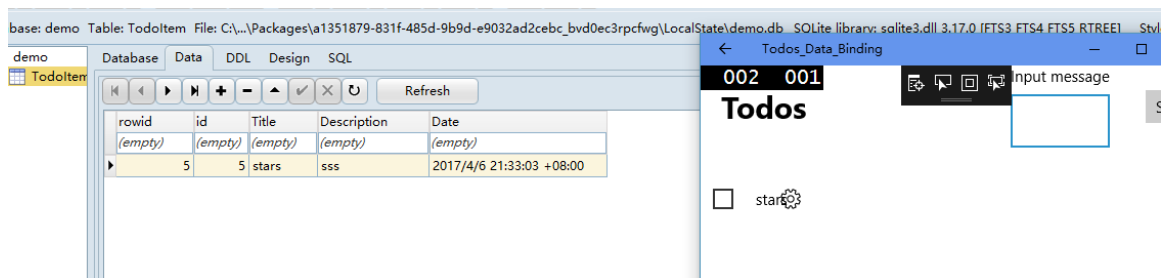 base: demo Table: TodoItem File: C:\...\Packages\a1351879-831f-485d-9b9d-e9032ad2cebc_bvd0ec3rpcfwg\LocalState\demo.db SQLite library: sqlite3.dll 3.17.0 [FTS3 FTS4 FTS5 RTREE]
demo
TodoItem
Database Data DDL Design SQL
Refresh
rowid id Title Description Date
(empty) (empty) (empty) (empty) (empty)
5 5 stars sss 2017/4/6 21:33:03 +08:00
Todos_Data_Binding
002 001
Input message
Todos
stars